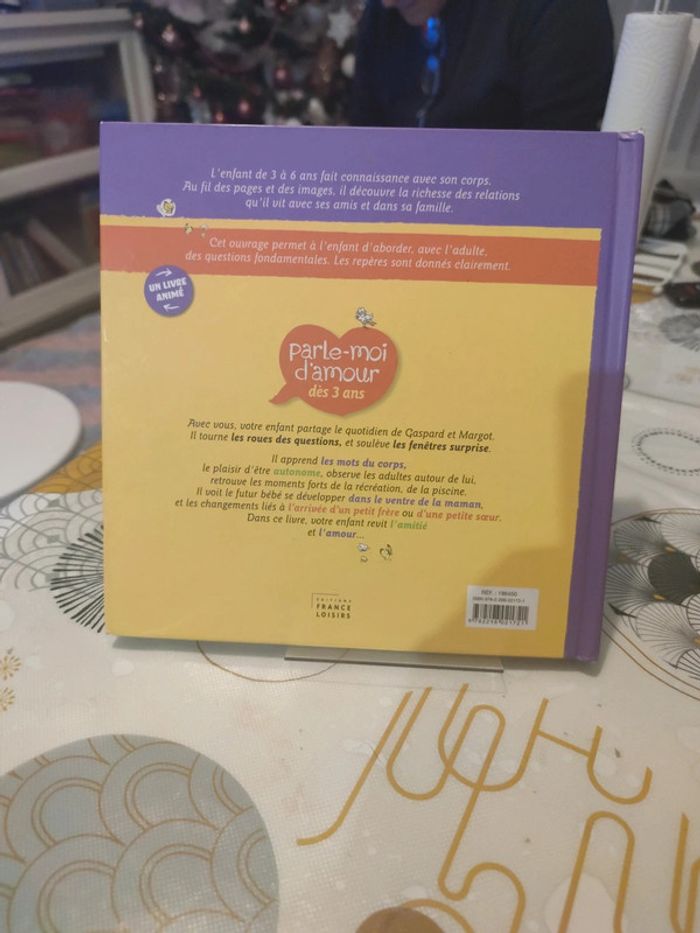 L'enfant de 3 à 6 ans fait connaissance avec son corps.
Au fil des pages et des images, il découvre la richesse des relations
qu'il vit avec ses amis et dans sa famille.
Cet ouvrage permet à l'enfant d'aborder, avec l'adulte,
des questions fondamentales. Les repères sont donnés clairement.
UN LIVRE
ANIMÉ
parle-moi
d'amour
dès 3 ans
Avec vous, votre enfant partage le quotidien de Gaspard et Margot.
Il tourne les roues des questions, et soulève les fenêtres surprise.
Il apprend les mots du corps,
le plaisir d'être autonome, observe les adultes autour de lui,
retrouve les moments forts de la récréation, de la piscine.
Il voit le futur bébé se développer dans le ventre de la maman,
et les changements liés à l'arrivée d'un petit frère ou d'une petite sœur.
Dans ce livre, votre enfant revit l'amitié
et l'amour...
ÉDITIONS
FRANCE
LOISIRS
RÉF. :
ISBN